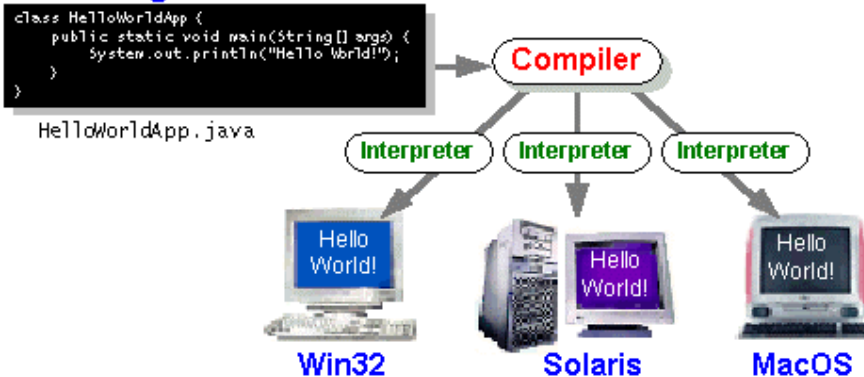 class HelloWorldApp {
public static void main(String[] args) {
System.out.println("Hello World!");
}
}
HelloWorldApp.java
Compiler
Interpreter Interpreter Interpreter
Hello World!
Hello World!
Hello World!
Win32 Solaris MacOS